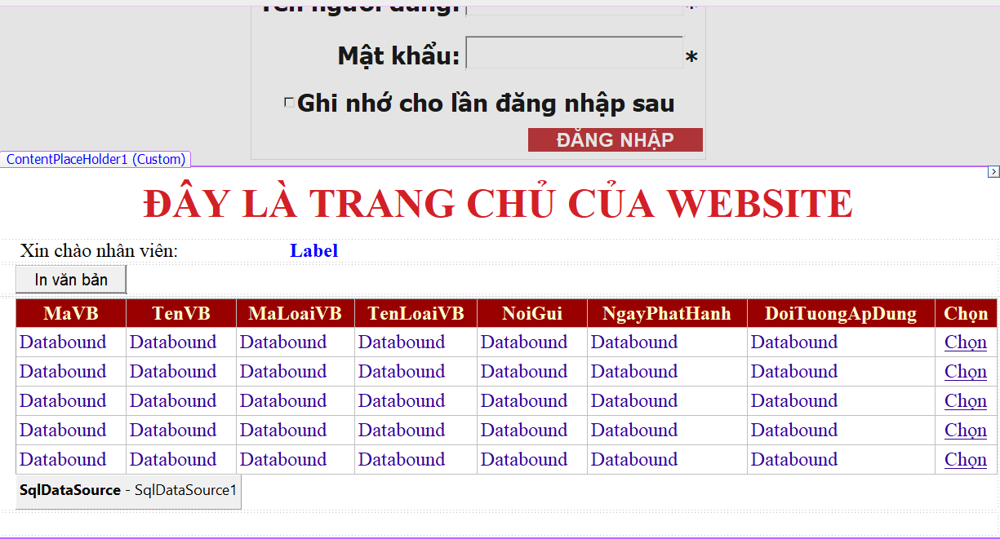 Tên người dùng: *
Mật khẩu: *
Ghi nhớ cho lần đăng nhập sau
ĐĂNG NHẬP
ContentPlaceHolder1 (Custom)
ĐÂY LÀ TRANG CHỦ CỦA WEBSITE
Xin chào nhân viên: Label
In văn bản
MaVB TenVB MaLoaiVB TenLoaiVB NoiGui NgayPhatHanh DoiTuongApDung Chọn
Databound Databound Databound Databound Databound Databound Databound Chọn
Databound Databound Databound Databound Databound Databound Databound Chọn
Databound Databound Databound Databound Databound Databound Databound Chọn
Databound Databound Databound Databound Databound Databound Databound Chọn
Databound Databound Databound Databound Databound Databound Databound Chọn
SqlDataSource - SqlDataSource1